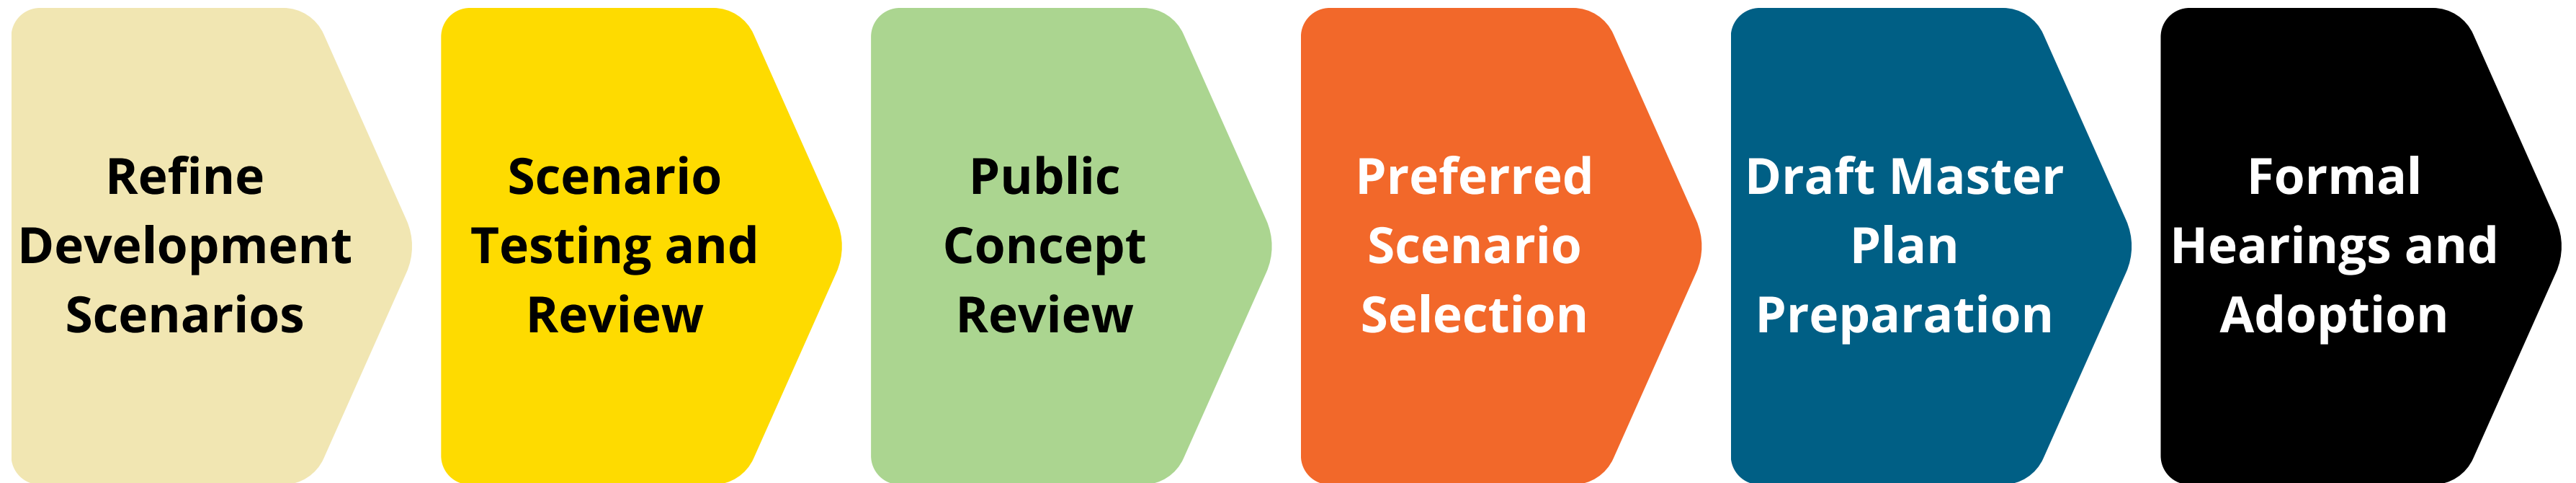 Refine
Development
Scenarios
Scenario
Testing and
Review
Public
Concept
Review
Preferred
Scenario
Selection
Draft Master
Plan
Preparation
Formal
Hearings and
Adoption